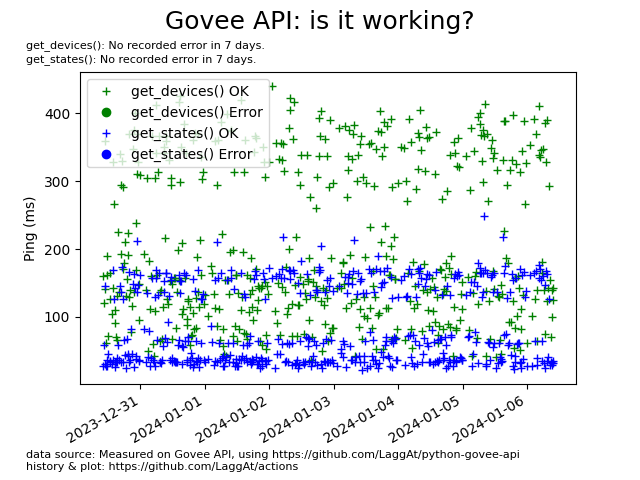 Govee API: is it working?
get_devices(): No recorded error in 7 days.
get_states(): No recorded error in 7 days.
get_devices() OK
get_devices() Error
get_states() OK
get_states() Error
400
300
200
100
Ping (ms)
2023-12-31
2024-01-01
2024-01-02
2024-01-03
2024-01-04
2024-01-05
2024-01-06
data source: Measured on Govee API, using https://github.com/LaggAt/python-govee-api
history & plot: https://github.com/LaggAt/actions